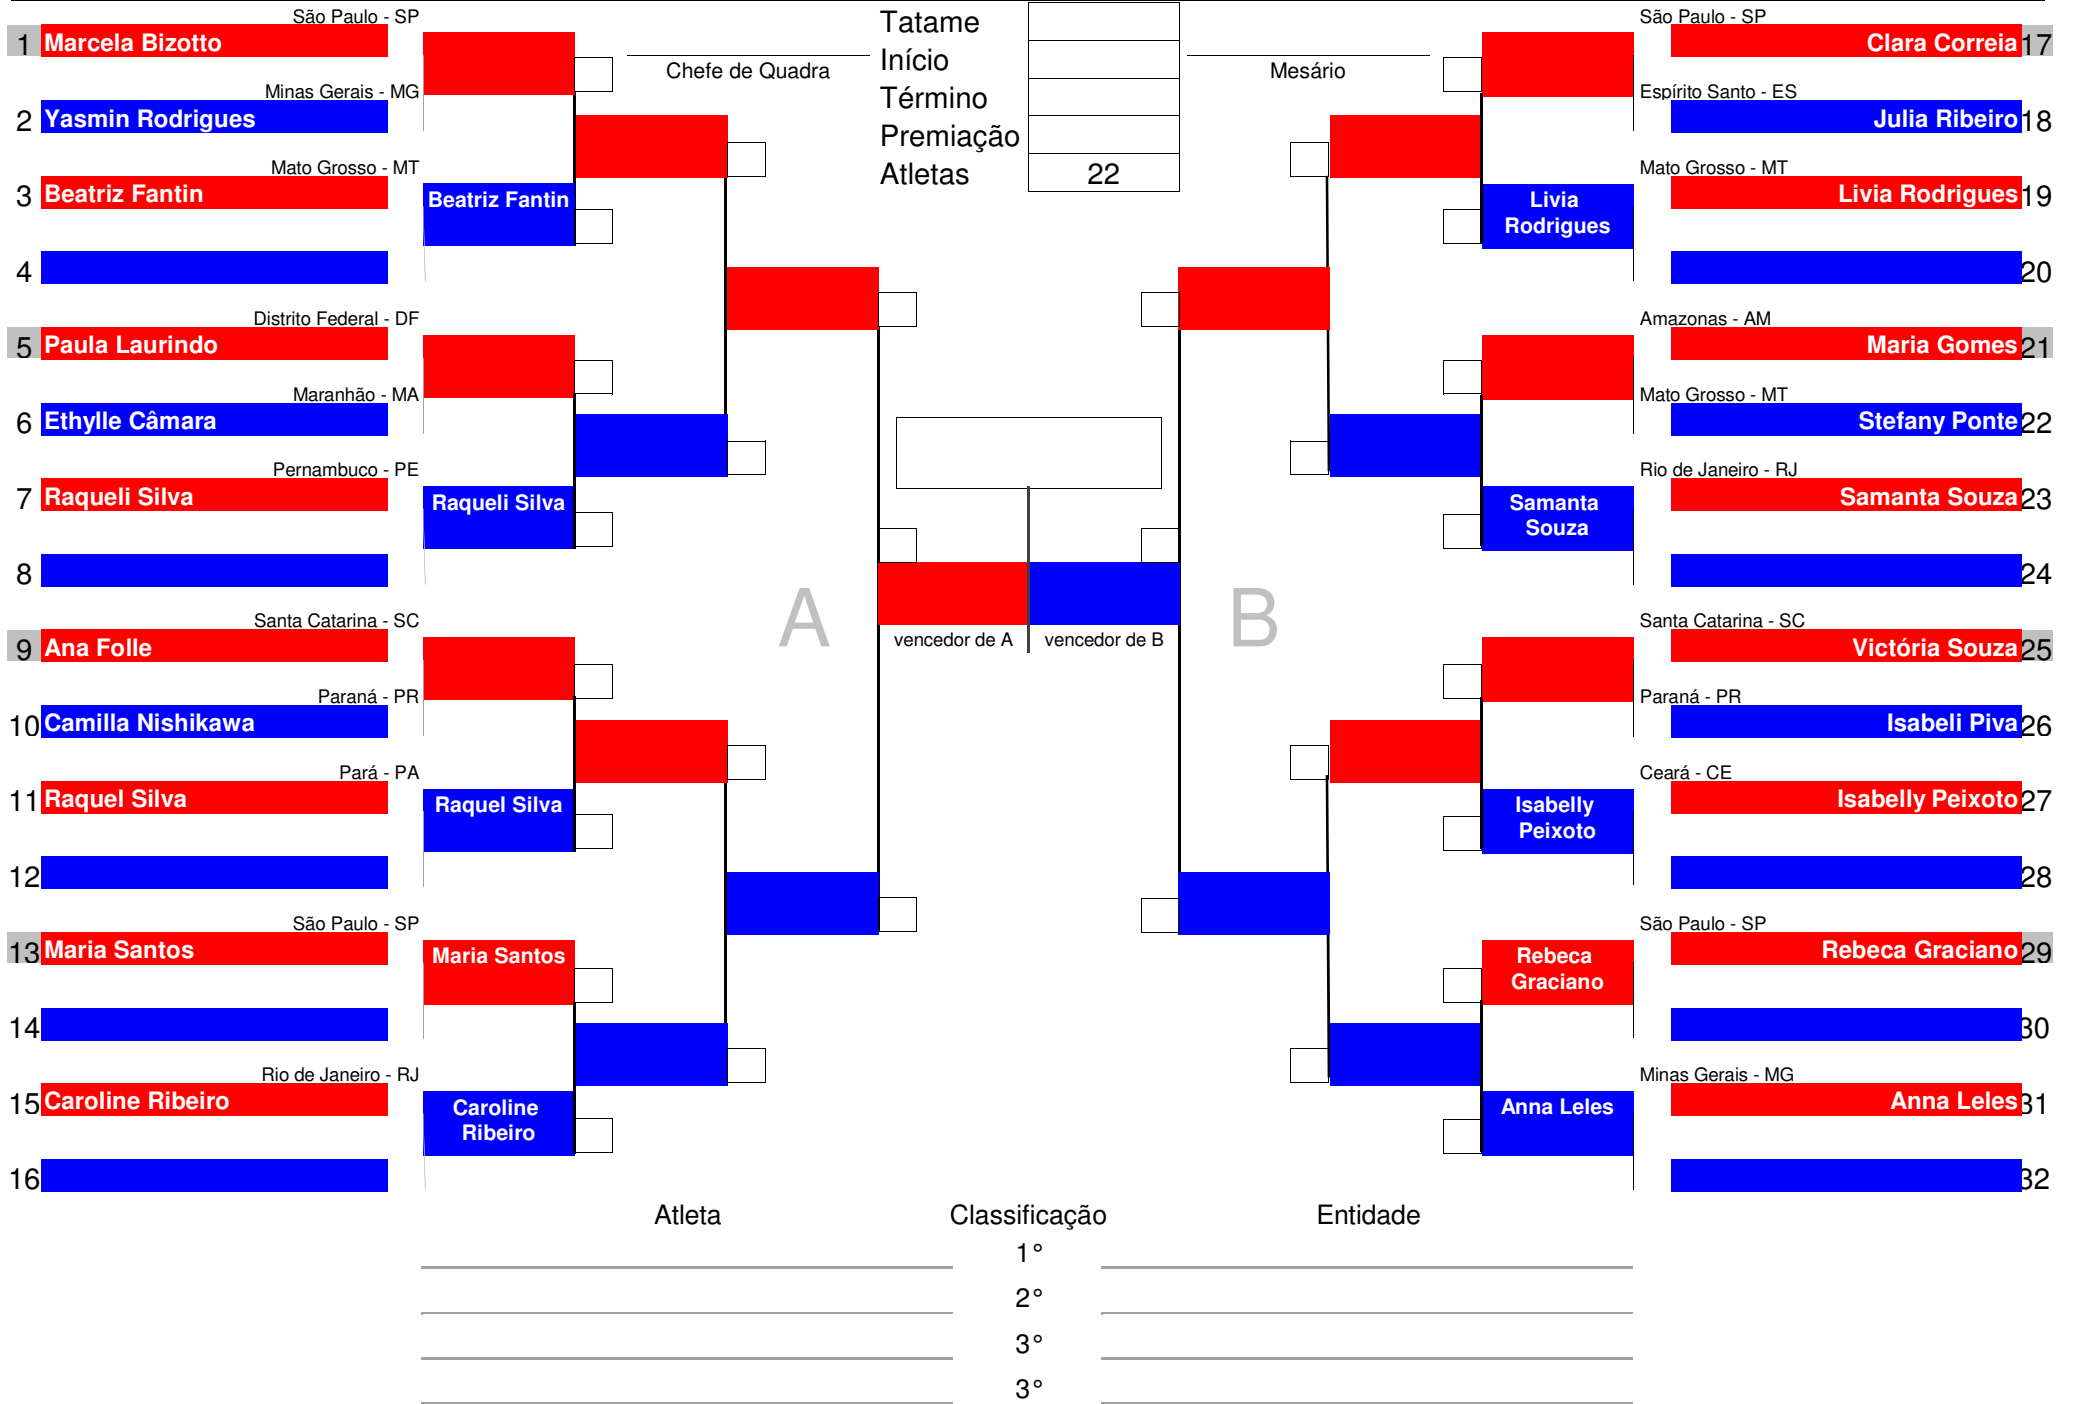 São Paulo - SP
1 Marcela Bizotto
Minas Gerais - MG
2 Yasmin Rodrigues
Mato Grosso - MT
3 Beatriz Fantin
Beatriz Fantin
4
Distrito Federal - DF
5 Paula Laurindo
Maranhão - MA
6 Ethylle Câmara
Pernambuco - PE
7 Raqueli Silva
Raqueli Silva
8
Santa Catarina - SC
9 Ana Folle
Paraná - PR
10 Camilla Nishikawa
Pará - PA
11 Raquel Silva
Raquel Silva
12
São Paulo - SP
13 Maria Santos
Maria Santos
14
Rio de Janeiro - RJ
15 Caroline Ribeiro
Caroline
Ribeiro
16
Chefe de Quadra
Tatame
Início
Término
Premiação
Atletas 22
Mesário
A
vencedor de A
vencedor de B
B
São Paulo - SP
Clara Correia 17
Espírito Santo - ES
Julia Ribeiro 18
Mato Grosso - MT
Livia Rodrigues 19
Livia
Rodrigues
20
Amazonas - AM
Maria Gomes 21
Mato Grosso - MT
Stefany Ponte 22
Rio de Janeiro - RJ
Samanta Souza 23
Samanta
Souza
24
Santa Catarina - SC
Victória Souza 25
Paraná - PR
Isabeli Piva 26
Ceará - CE
Isabelly Peixoto 27
Isabelly
Peixoto
28
São Paulo - SP
Rebeca Graciano 29
Rebeca
Graciano
30
Minas Gerais - MG
Anna Leles 31
Anna Leles
32
Atleta Classificação Entidade
1°
2°
3°
3°